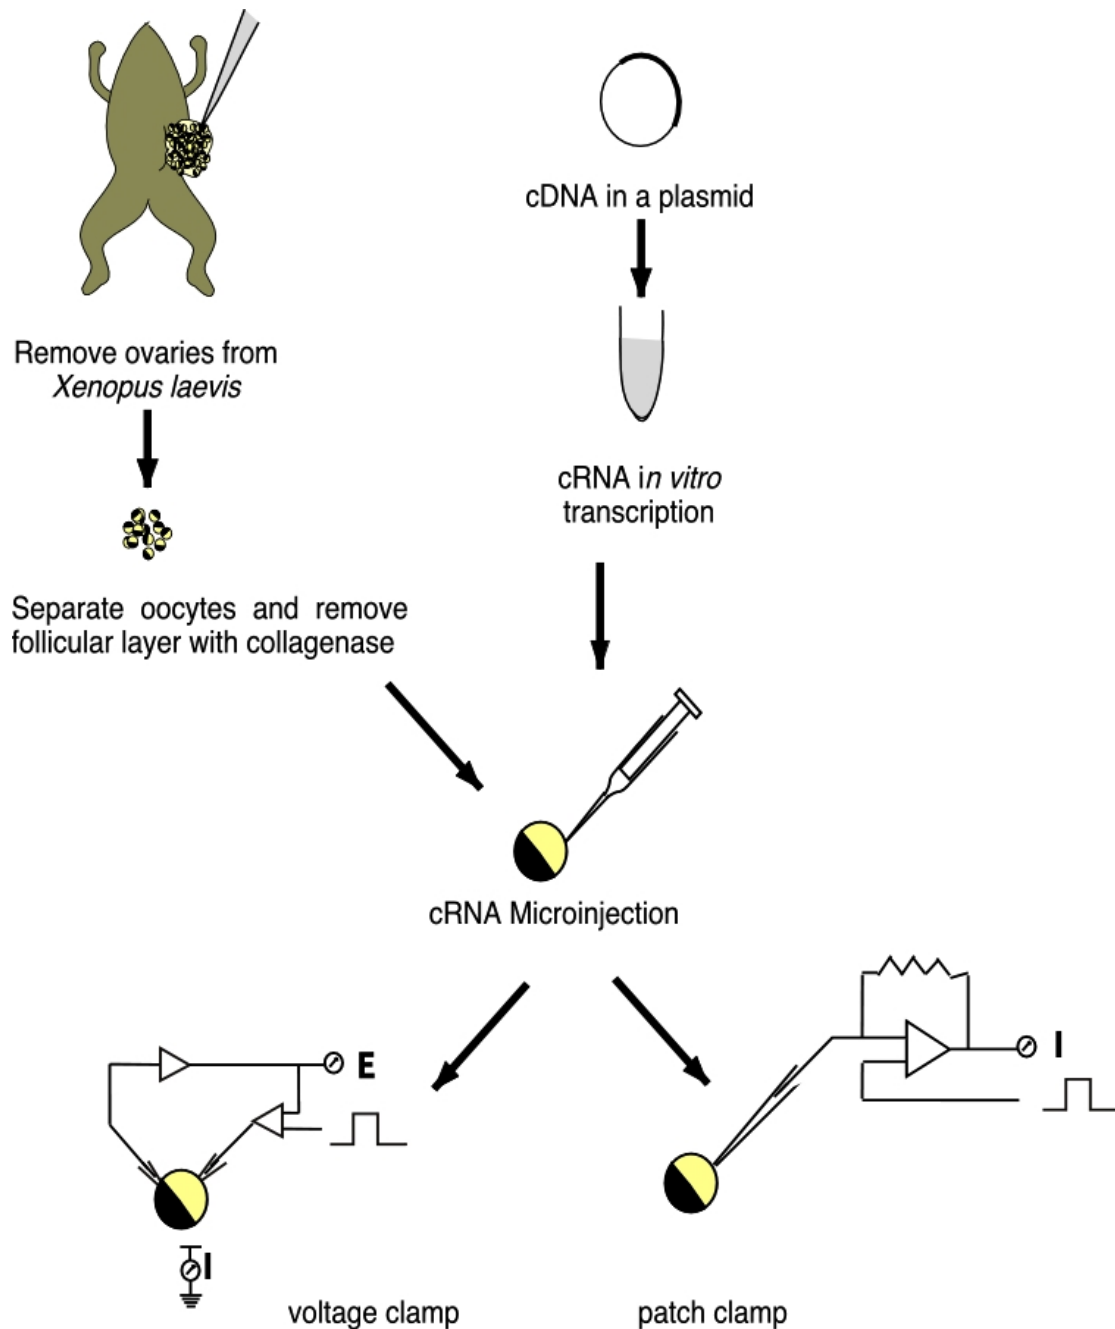 cDNA in a plasmid
Remove ovaries from
Xenopus laevis
cRNA in vitro
transcription
Separate oocytes and remove
follicular layer with collagenase
cRNA Microinjection
E
I
I
voltage clamp
patch clamp